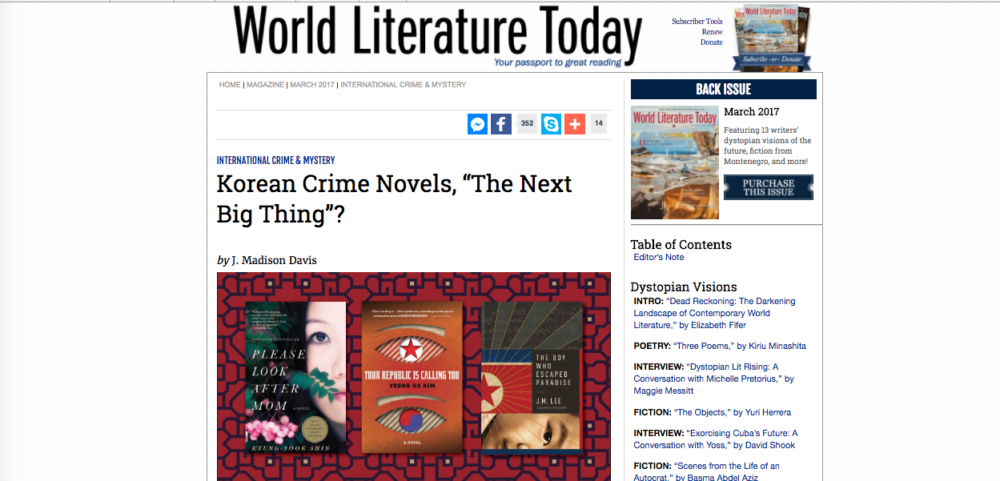 World Literature Today
Your passport to great reading
Subscriber Tools
Renew
Donate
World Literature Today
Subscribe -or- Donate
HOME | MAGAZINE | MARCH 2017 | INTERNATIONAL CRIME & MYSTERY
352
14
INTERNATIONAL CRIME & MYSTERY
Korean Crime Novels, “The Next
Big Thing”?
by J. Madison Davis
NATIONAL BESTSELLER
PLEASE
LOOK
AFTER
MOM
A NOVEL
KYUNG-SOOK SHIN
YOUR REPUBLIC IS CALLING YOU
YOUNG-HA KIM
A NOVEL
THE BOY
WHO
ESCAPED
PARADISE
J.M. LEE
BACK ISSUE
World Literature Today
13
March 2017
Featuring 13 writers’
dystopian visions of the
future, fiction from
Montenegro, and more!
PURCHASE
THIS ISSUE
Table of Contents
Editor's Note
Dystopian Visions
INTRO: “Dead Reckoning: The Darkening
Landscape of Contemporary World
Literature,” by Elizabeth Fifer
POETRY: “Three Poems,” by Kiriu Minashita
INTERVIEW: “Dystopian Lit Rising: A
Conversation with Michelle Pretorius,” by
Maggie Messitt
FICTION: “The Objects,” by Yuri Herrera
INTERVIEW: “Exorcising Cuba’s Future: A
Conversation with Yoss,” by David Shook
FICTION: “Scenes from the Life of an
Autocrat,” by Basma Abdel Aziz